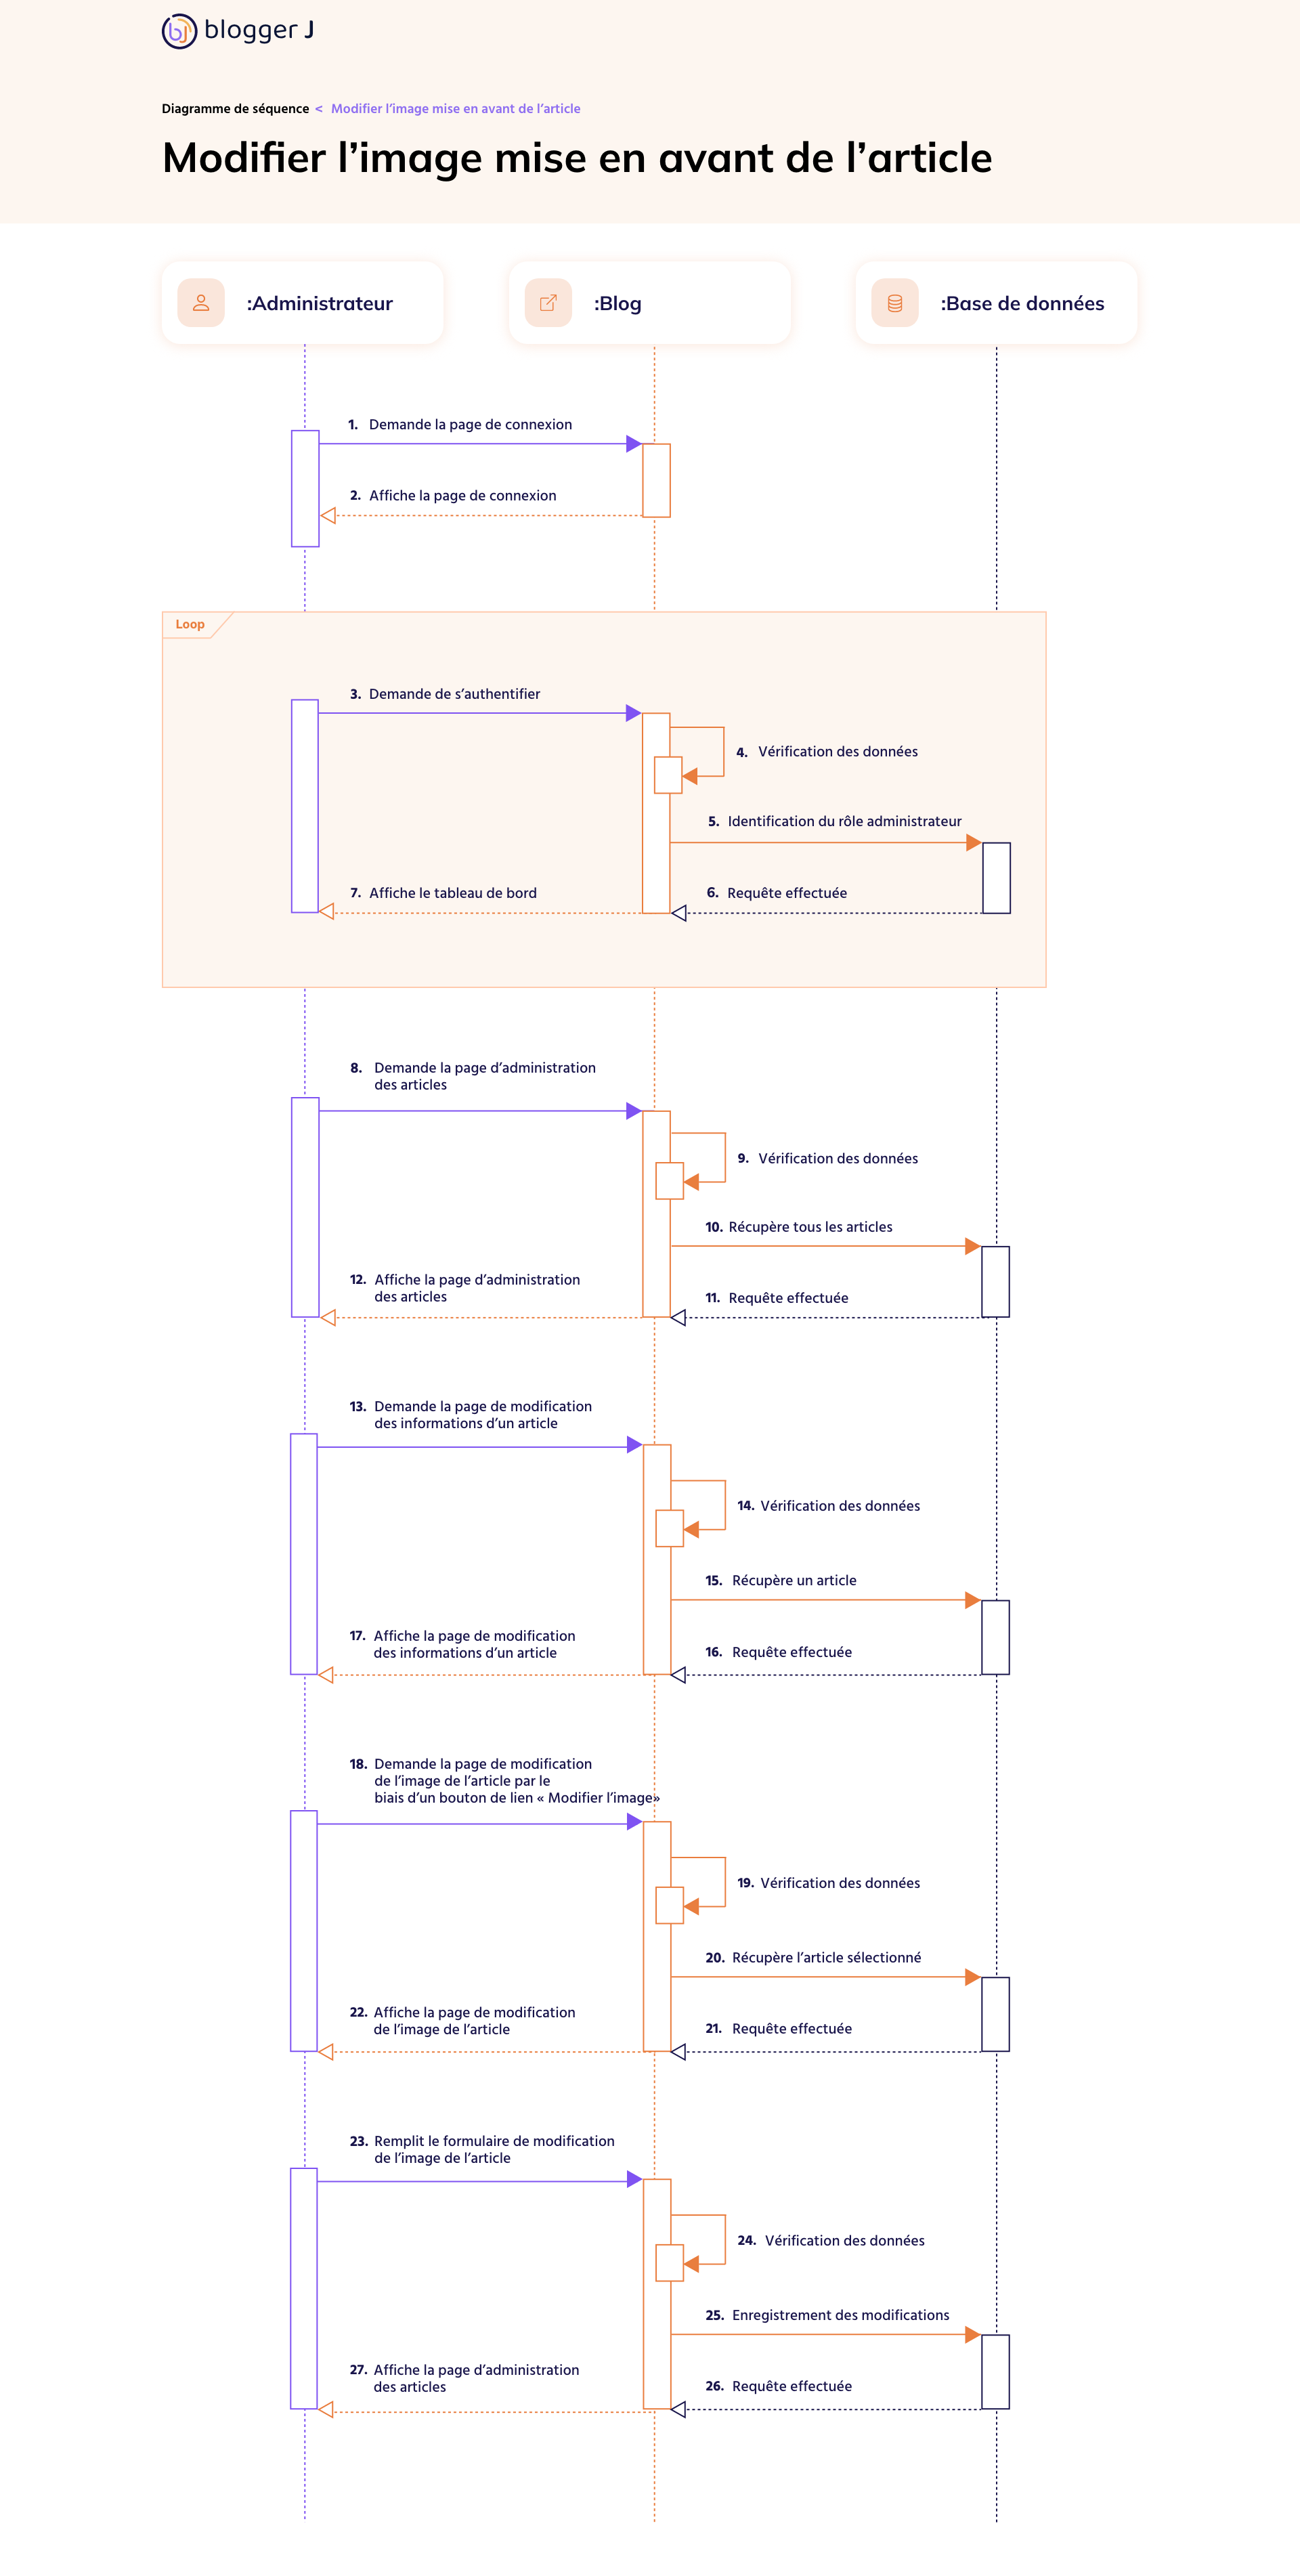 blogger J
Diagramme de séquence < Modifier l’image mise en avant de l’article
Modifier l’image mise en avant de l’article
:Administrateur
:Blog
:Base de données
1. Demande la page de connexion
2. Affiche la page de connexion
Loop
3. Demande de s’authentifier
4. Vérification des données
5. Identification du rôle administrateur
7. Affiche le tableau de bord
6. Requête effectuée
8. Demande la page d’administration
des articles
9. Vérification des données
10. Récupère tous les articles
12. Affiche la page d’administration
des articles
11. Requête effectuée
13. Demande la page de modification
des informations d’un article
14. Vérification des données
15. Récupère un article
17. Affiche la page de modification
des informations d’un article
16. Requête effectuée
18. Demande la page de modification
de l’image de l’article par le
biais d’un bouton de lien « Modifier l’image»
19. Vérification des données
20. Récupère l’article sélectionné
22. Affiche la page de modification
de l’image de l’article
21. Requête effectuée
23. Remplit le formulaire de modification
de l’image de l’article
24. Vérification des données
25. Enregistrement des modifications
27. Affiche la page d’administration
des articles
26. Requête effectuée